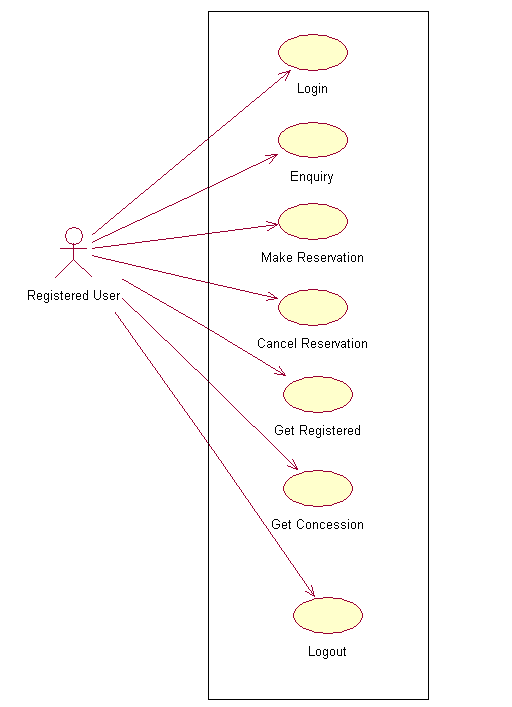 Login
Enquiry
Make Reservation
Registered User
Cancel Reservation
Get Registered
Get Concession
Logout